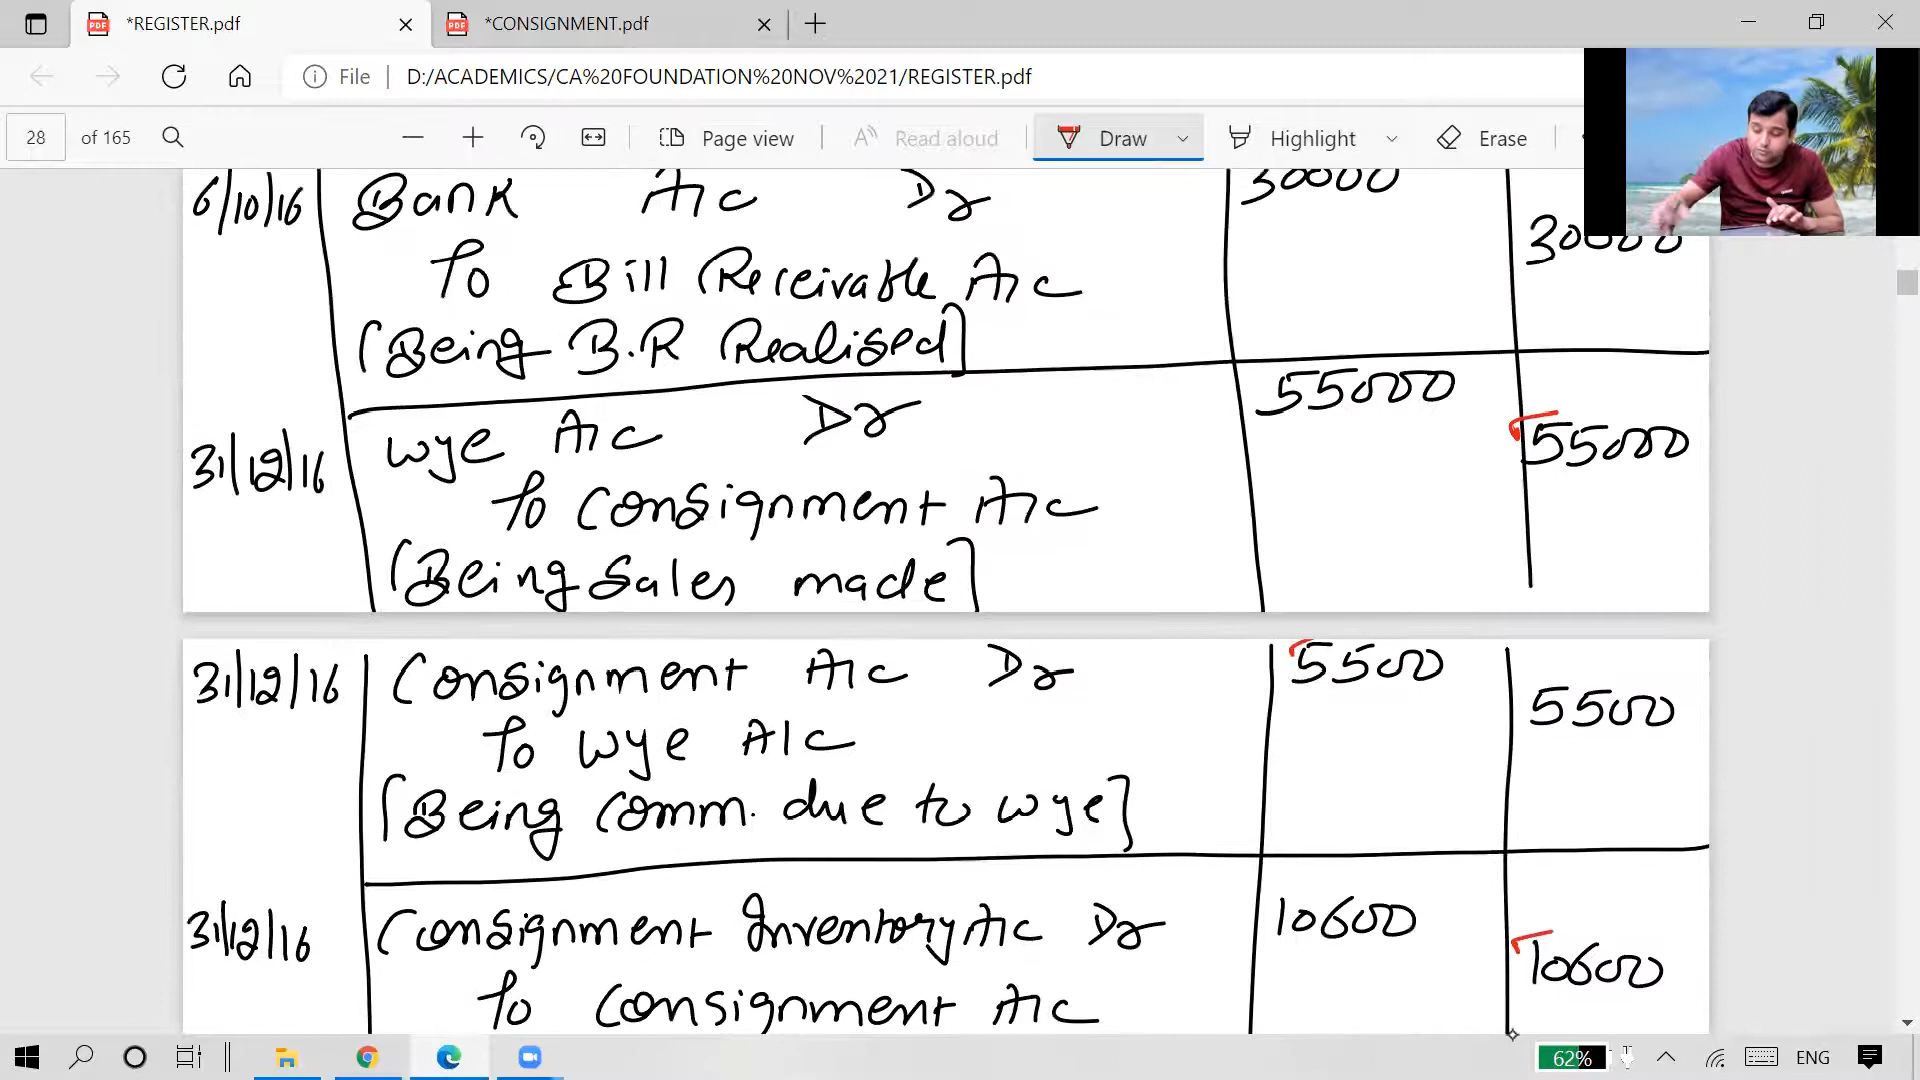 *REGISTER.pdf
*CONSIGNMENT.pdf
File
D:/ACADEMICS/CA%20FOUNDATION%20NOV%2021/REGISTER.pdf
28 of 165
Page view
Read aloud
Draw
Highlight
Erase
6/10/16 Bank A/c Dr 30000
To Bill Receivable A/c 30000
[Being B.R Realised]
31/12/16 Wye A/c Dr 55000
To Consignment A/c 55000
[Being Sales made]
31/12/16 Consignment A/c Dr 5500
To Wye A/c 5500
[Being Comm. due to Wye]
31/12/16 Consignment Inventory A/c Dr 10600
To Consignment A/c 10600
62%
ENG